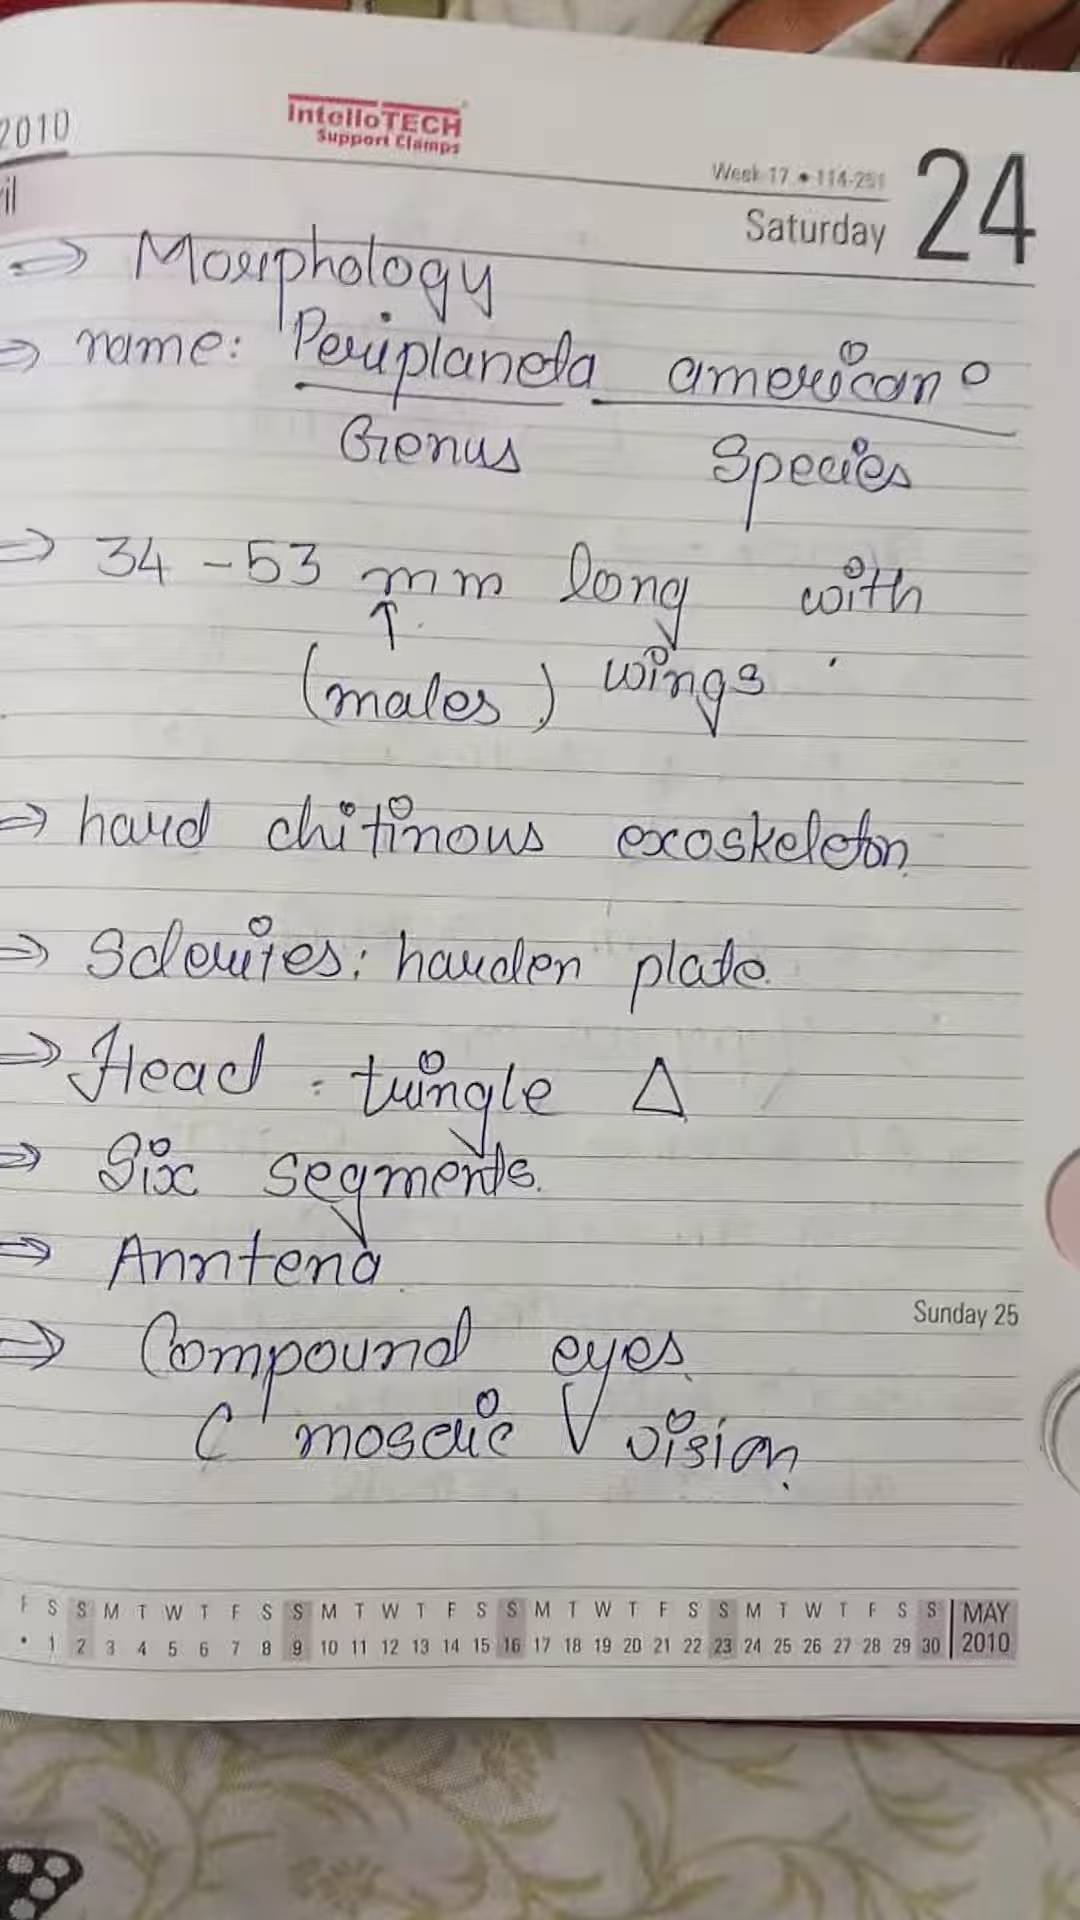 2010
IntelloTECH
Support Clamps
Week 17 • 114-251
24
il
Saturday
⇒ Morphology
⇒ name: Periplaneta americana
Genus Species
⇒ 34 - 53 mm long with
↑
(males) wings
⇒ hard chitinous exoskeleton.
⇒ Sclerites: harden plate.
⇒ Head : tringle Δ
⇒ Six segments.
⇒ Anntena
Sunday 25
⇒ Compound eyes.
( mosaic vision.
F S S M T W T F S S M T W T F S S M T W T F S S M T W T F S S MAY
• 1 2 3 4 5 6 7 8 9 10 11 12 13 14 15 16 17 18 19 20 21 22 23 24 25 26 27 28 29 30 2010